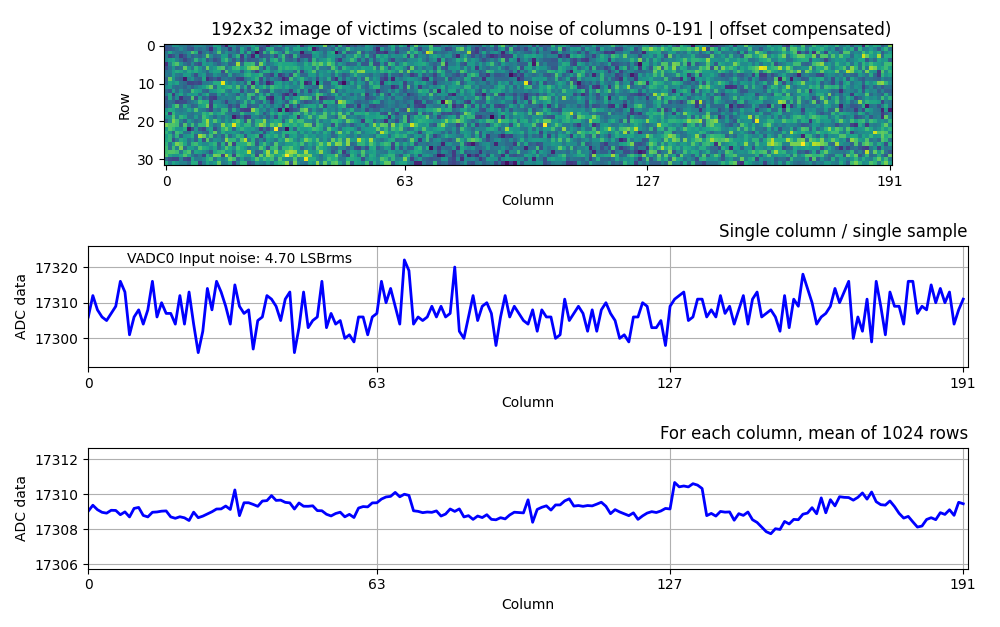 192x32 image of victims (scaled to noise of columns 0-191 | offset compensated)
0
10
20
30
Row
0 63 127 191
Column
Single column / single sample
VADC0 Input noise: 4.70 LSBrms
17320
17310
17300
ADC data
0 63 127 191
Column
For each column, mean of 1024 rows
17312
17310
17308
17306
ADC data
0 63 127 191
Column